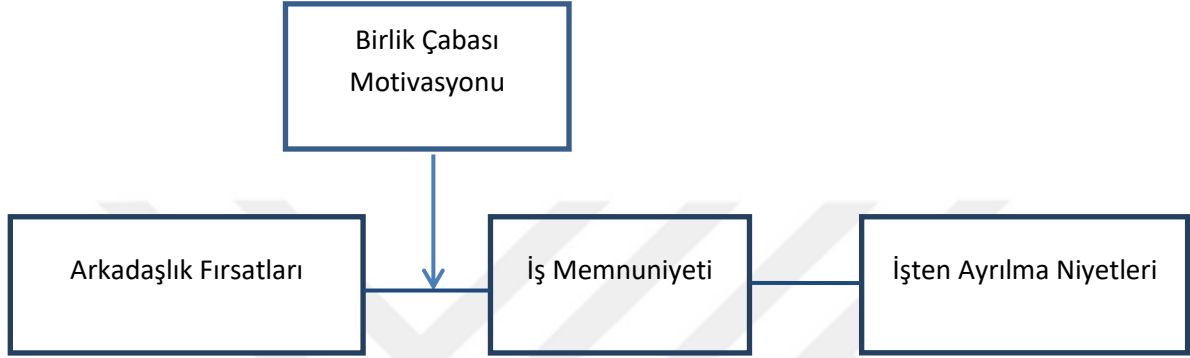 Birlik Çabası
Motivasyonu
Arkadaşlık Fırsatları
İş Memnuniyeti
İşten Ayrılma Niyetleri